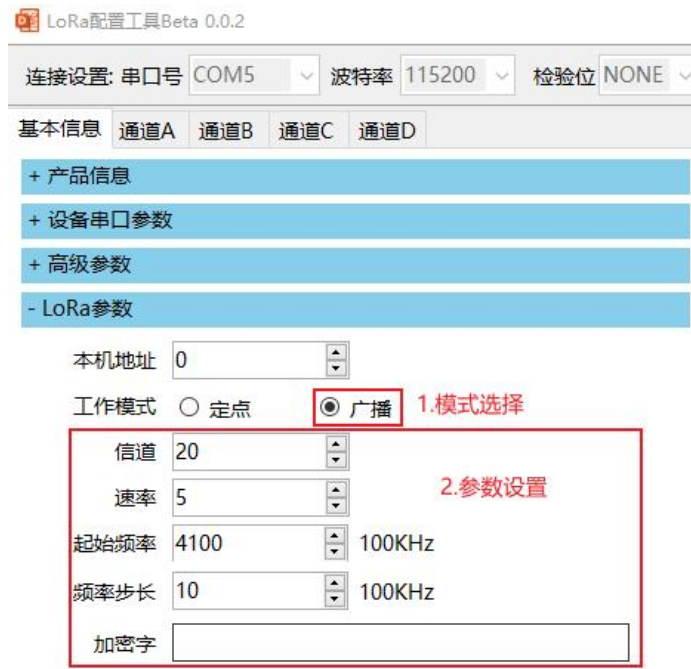 LoRa配置工具Beta 0.0.2
连接设置: 串口号 COM5 波特率 115200 检验位 NONE
基本信息 通道A 通道B 通道C 通道D
+ 产品信息
+ 设备串口参数
+ 高级参数
- LoRa参数
本机地址 0
工作模式 定点 广播 1.模式选择
信道 20
速率 5 2.参数设置
起始频率 4100 100KHz
频率步长 10 100KHz
加密字